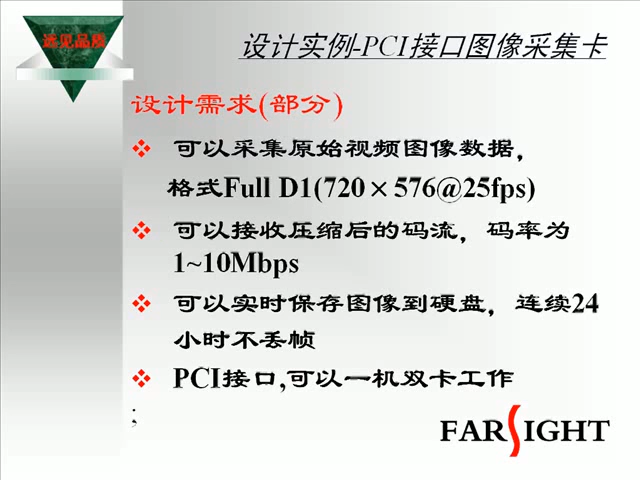 远见品质
设计实例-PCI接口图像采集卡
设计需求(部分)
可以采集原始视频图像数据，
格式Full D1(720×576@25fps)
可以接收压缩后的码流，码率为
1~10Mbps
可以实时保存图像到硬盘，连续24
小时不丢帧
PCI接口,可以一机双卡工作
;
FARSIGHT